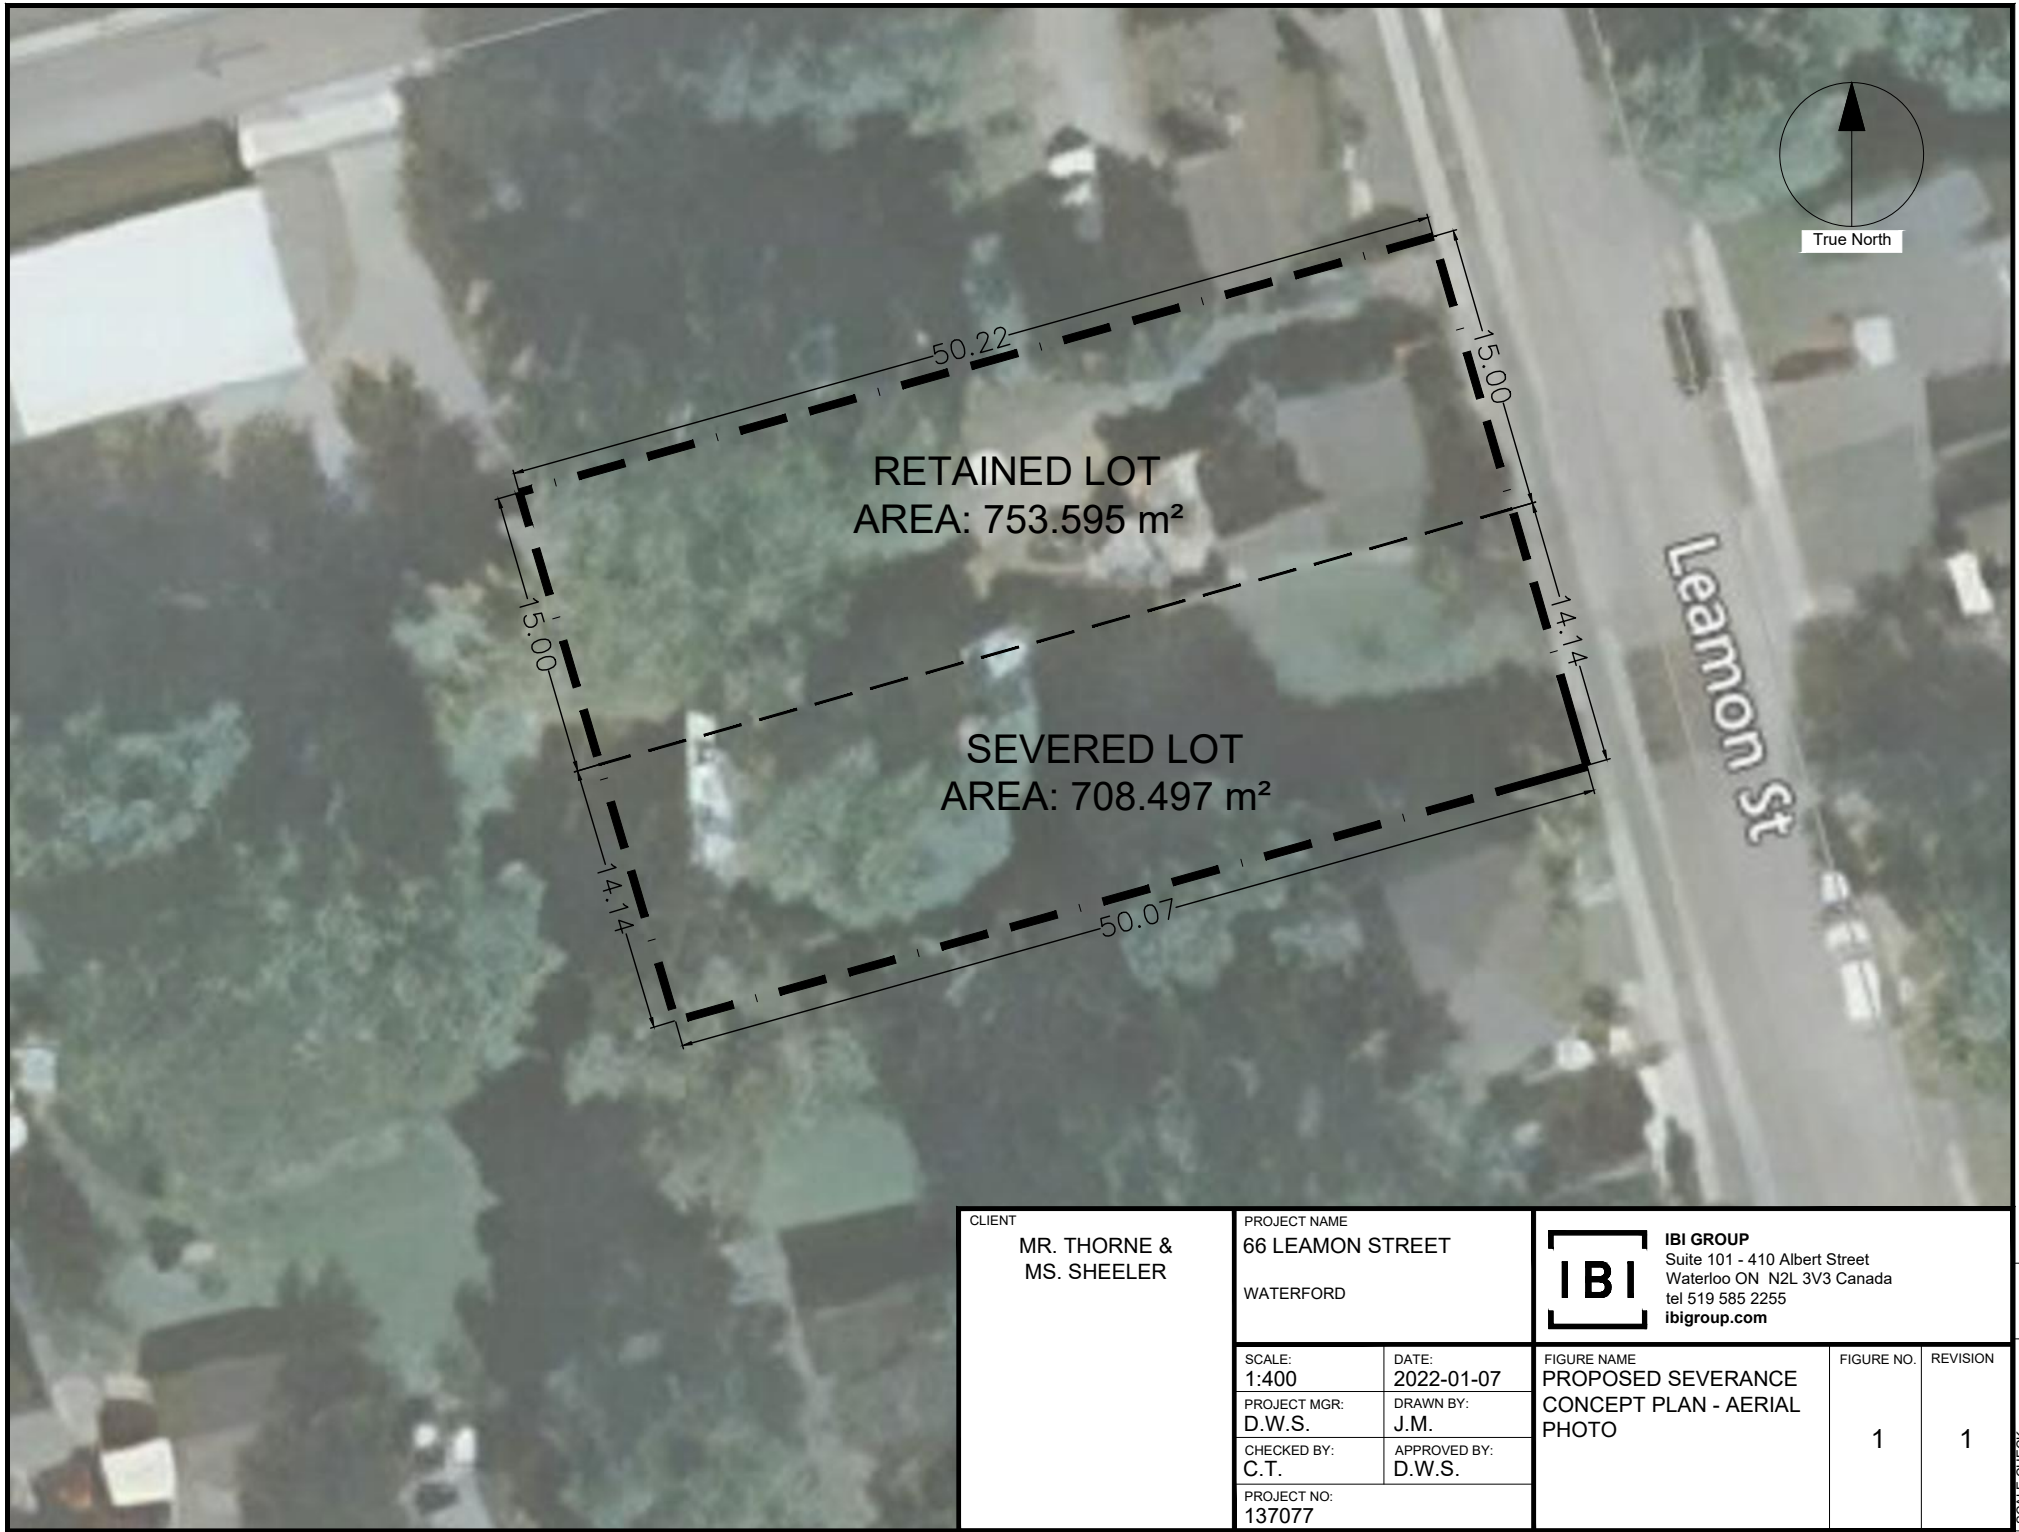 True North
50.22
15.00
RETAINED LOT
AREA: 753.595 m²
15.00
14.14
Leamon St
SEVERED LOT
AREA: 708.497 m²
14.14
50.07
CLIENT
MR. THORNE &
MS. SHEELER
PROJECT NAME
66 LEAMON STREET
WATERFORD
IBI
IBI GROUP
Suite 101 - 410 Albert Street
Waterloo ON N2L 3V3 Canada
tel 519 585 2255
ibigroup.com
SCALE:
1:400
DATE:
2022-01-07
PROJECT MGR:
D.W.S.
DRAWN BY:
J.M.
CHECKED BY:
C.T.
APPROVED BY:
D.W.S.
PROJECT NO:
137077
FIGURE NAME
PROPOSED SEVERANCE
CONCEPT PLAN - AERIAL
PHOTO
FIGURE NO.
1
REVISION
1